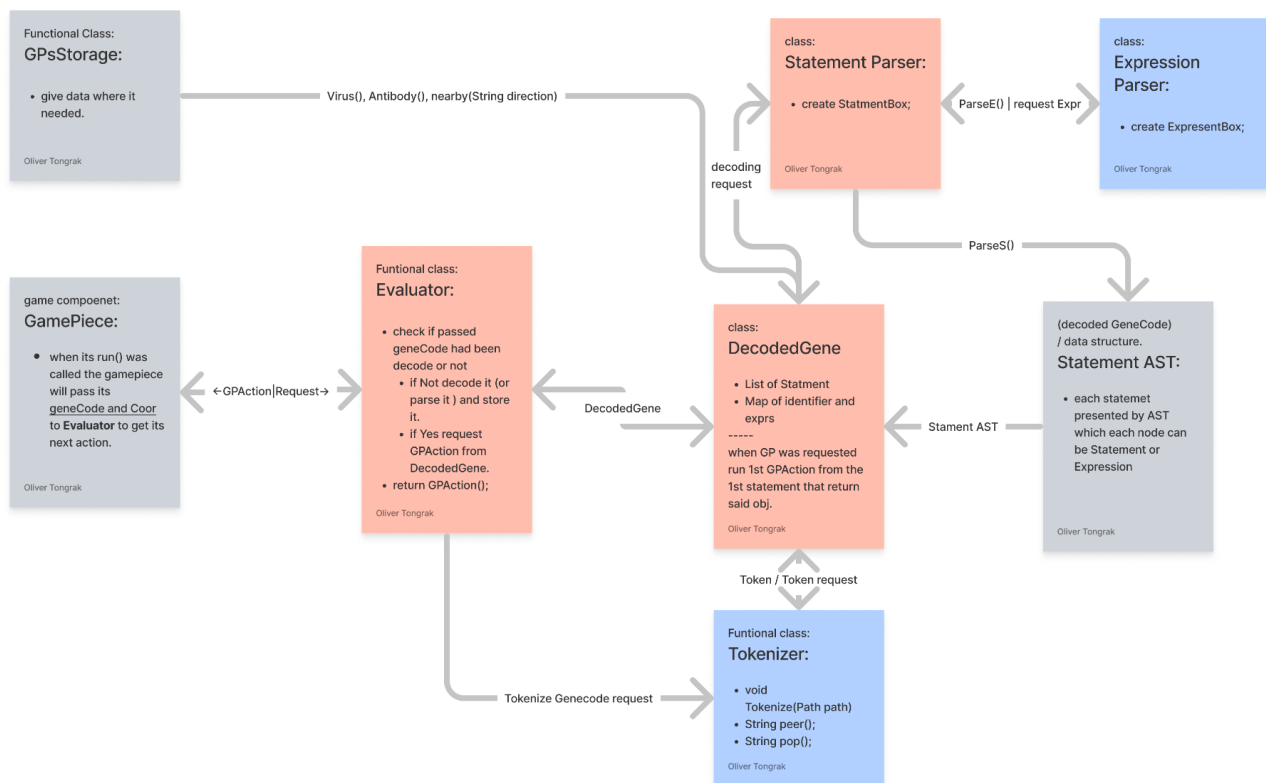 Functional Class:
GPsStorage:
• give data where it
needed.
Oliver Tongrak
Virus(), Antibody(), nearby(String direction)
class:
Statement Parser:
• create StatmentBox;
Oliver Tongrak
ParseE() | request Expr
class:
Expression
Parser:
• create ExpresentBox;
Oliver Tongrak
decoding
request
ParseS()
game compoenet:
GamePiece:
• when its run() was
called the gamepiece
will pass its
geneCode and Coor
to Evaluator to get its
next action.
Oliver Tongrak
←GPAction|Request→
Funtional class:
Evaluator:
• check if passed
geneCode had been
decode or not
• if Not decode it (or
parse it ) and store
it.
• if Yes request
GPAction from
DecodedGene.
• return GPAction();
Oliver Tongrak
DecodedGene
class:
DecodedGene
• List of Statment
• Map of identifier and
exprs
-----
when GP was requested
run 1st GPAction from the
1st statement that return
said obj.
Oliver Tongrak
Stament AST
(decoded GeneCode)
/ data structure.
Statement AST:
• each statemet
presented by AST
which each node can
be Statement or
Expression
Oliver Tongrak
Token / Token request
Tokenize Genecode request
Funtional class:
Tokenizer:
• void
Tokenize(Path path)
• String peer();
• String pop();
Oliver Tongrak